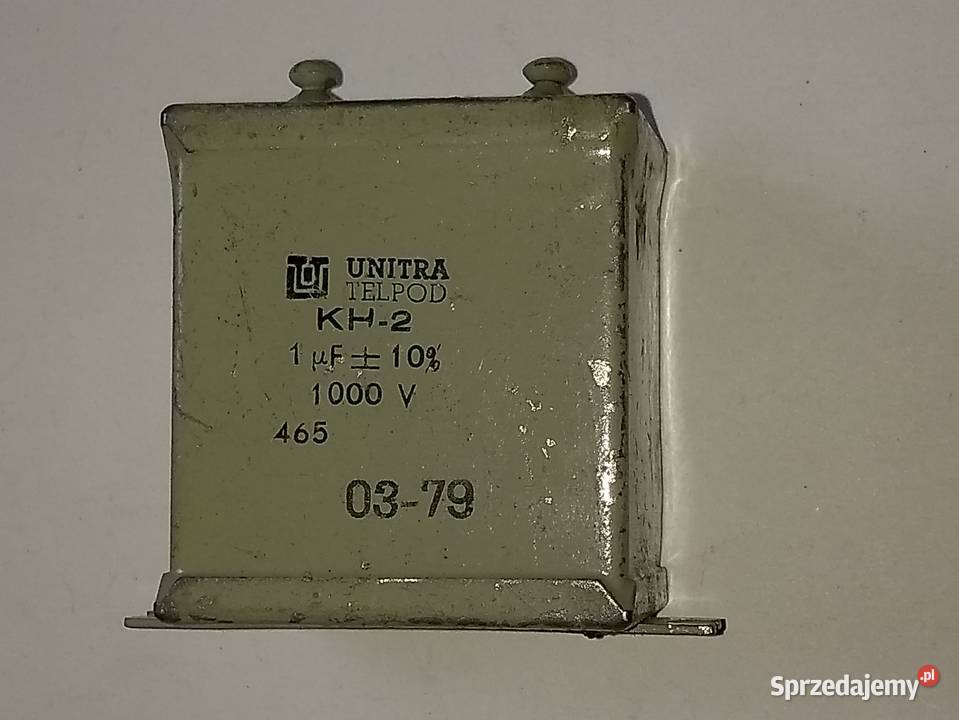 UNITRA
TELPOD
KH-2
1 µF ± 10%
1000 V
465
03-79
Sprzedajemy.pl